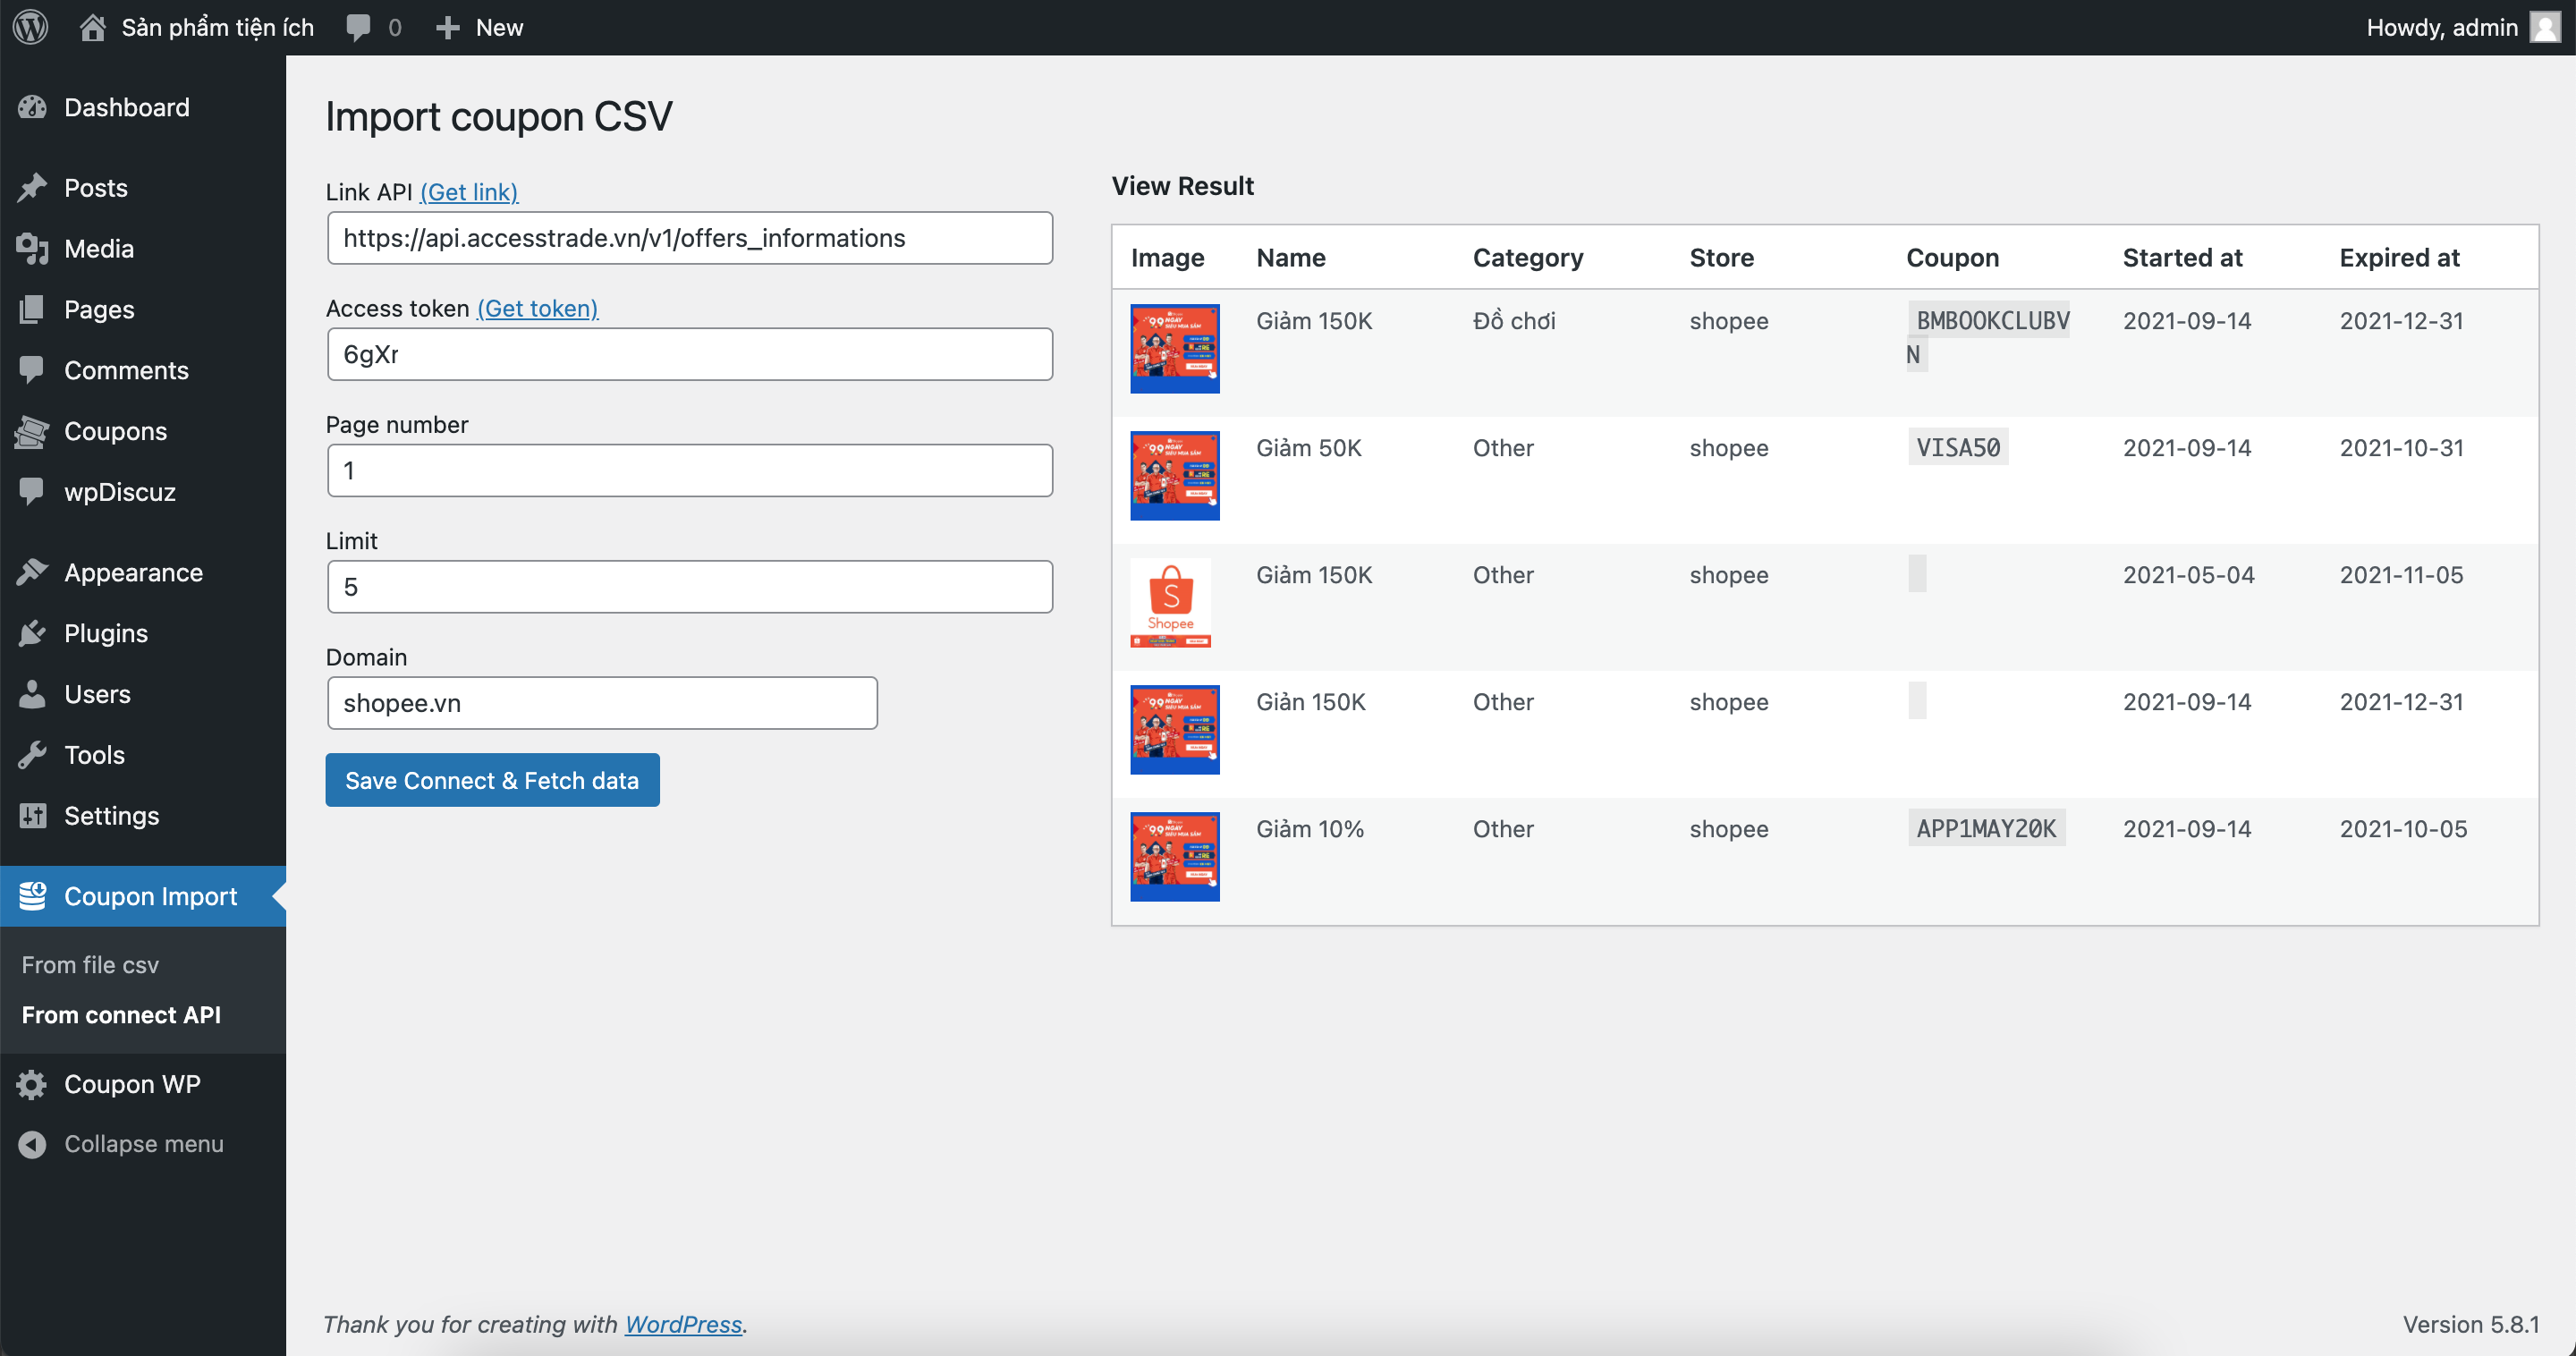 Sản phẩm tiện ích
0
New
Howdy, admin
Dashboard
Posts
Media
Pages
Comments
Coupons
wpDiscuz
Appearance
Plugins
Users
Tools
Settings
Coupon Import
From file csv
From connect API
Coupon WP
Collapse menu
Import coupon CSV
Link API (Get link)
https://api.accesstrade.vn/v1/offers_informations
Access token (Get token)
6gXr
Page number
1
Limit
5
Domain
shopee.vn
Save Connect & Fetch data
View Result
Image Name Category Store Coupon Started at Expired at
Giảm 150K Đồ chơi shopee BMBOOKCLUBV 2021-09-14 2021-12-31
N
Giảm 50K Other shopee VISA50 2021-09-14 2021-10-31
Giảm 150K Other shopee 2021-05-04 2021-11-05
Shopee
Giản 150K Other shopee 2021-09-14 2021-12-31
Giảm 10% Other shopee APP1MAY20K 2021-09-14 2021-10-05
Thank you for creating with WordPress.
Version 5.8.1